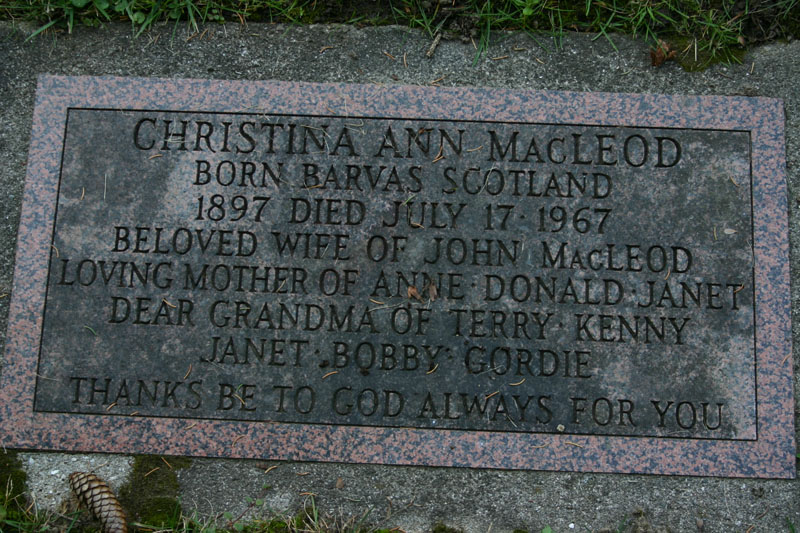 CHRISTINA ANN MacLEOD
BORN BARVAS SCOTLAND
1897 DIED JULY 17 · 1967
BELOVED WIFE OF JOHN MacLEOD
LOVING MOTHER OF ANNE · DONALD · JANET
DEAR GRANDMA OF TERRY · KENNY
JANET · BOBBY · GORDIE
THANKS BE TO GOD ALWAYS FOR YOU